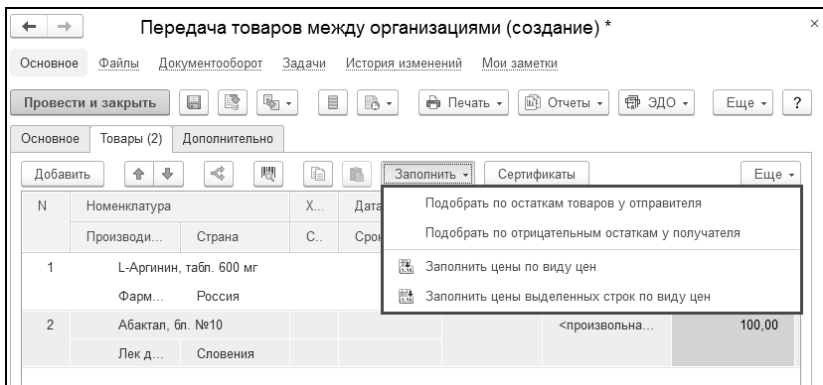 Передача товаров между организациями (создание) *
Основное Файлы Документооборот Задачи История изменений Мои заметки
Провести и закрыть Печать Отчеты ЭДО Еще ?
Основное Товары (2) Дополнительно
Добавить Заполнить Сертификаты Еще
N Номенклатура Х... Дата
Подобрать по остаткам товаров у отправителя
Производи... Страна С... Срок
Подобрать по отрицательным остаткам у получателя
1 L-Аргинин, табл. 600 мг
Заполнить цены по виду цен
Фарм... Россия
Заполнить цены выделенных строк по виду цен
2 Абактал, бл. №10 <произвольна... 100,00
Лек д... Словения